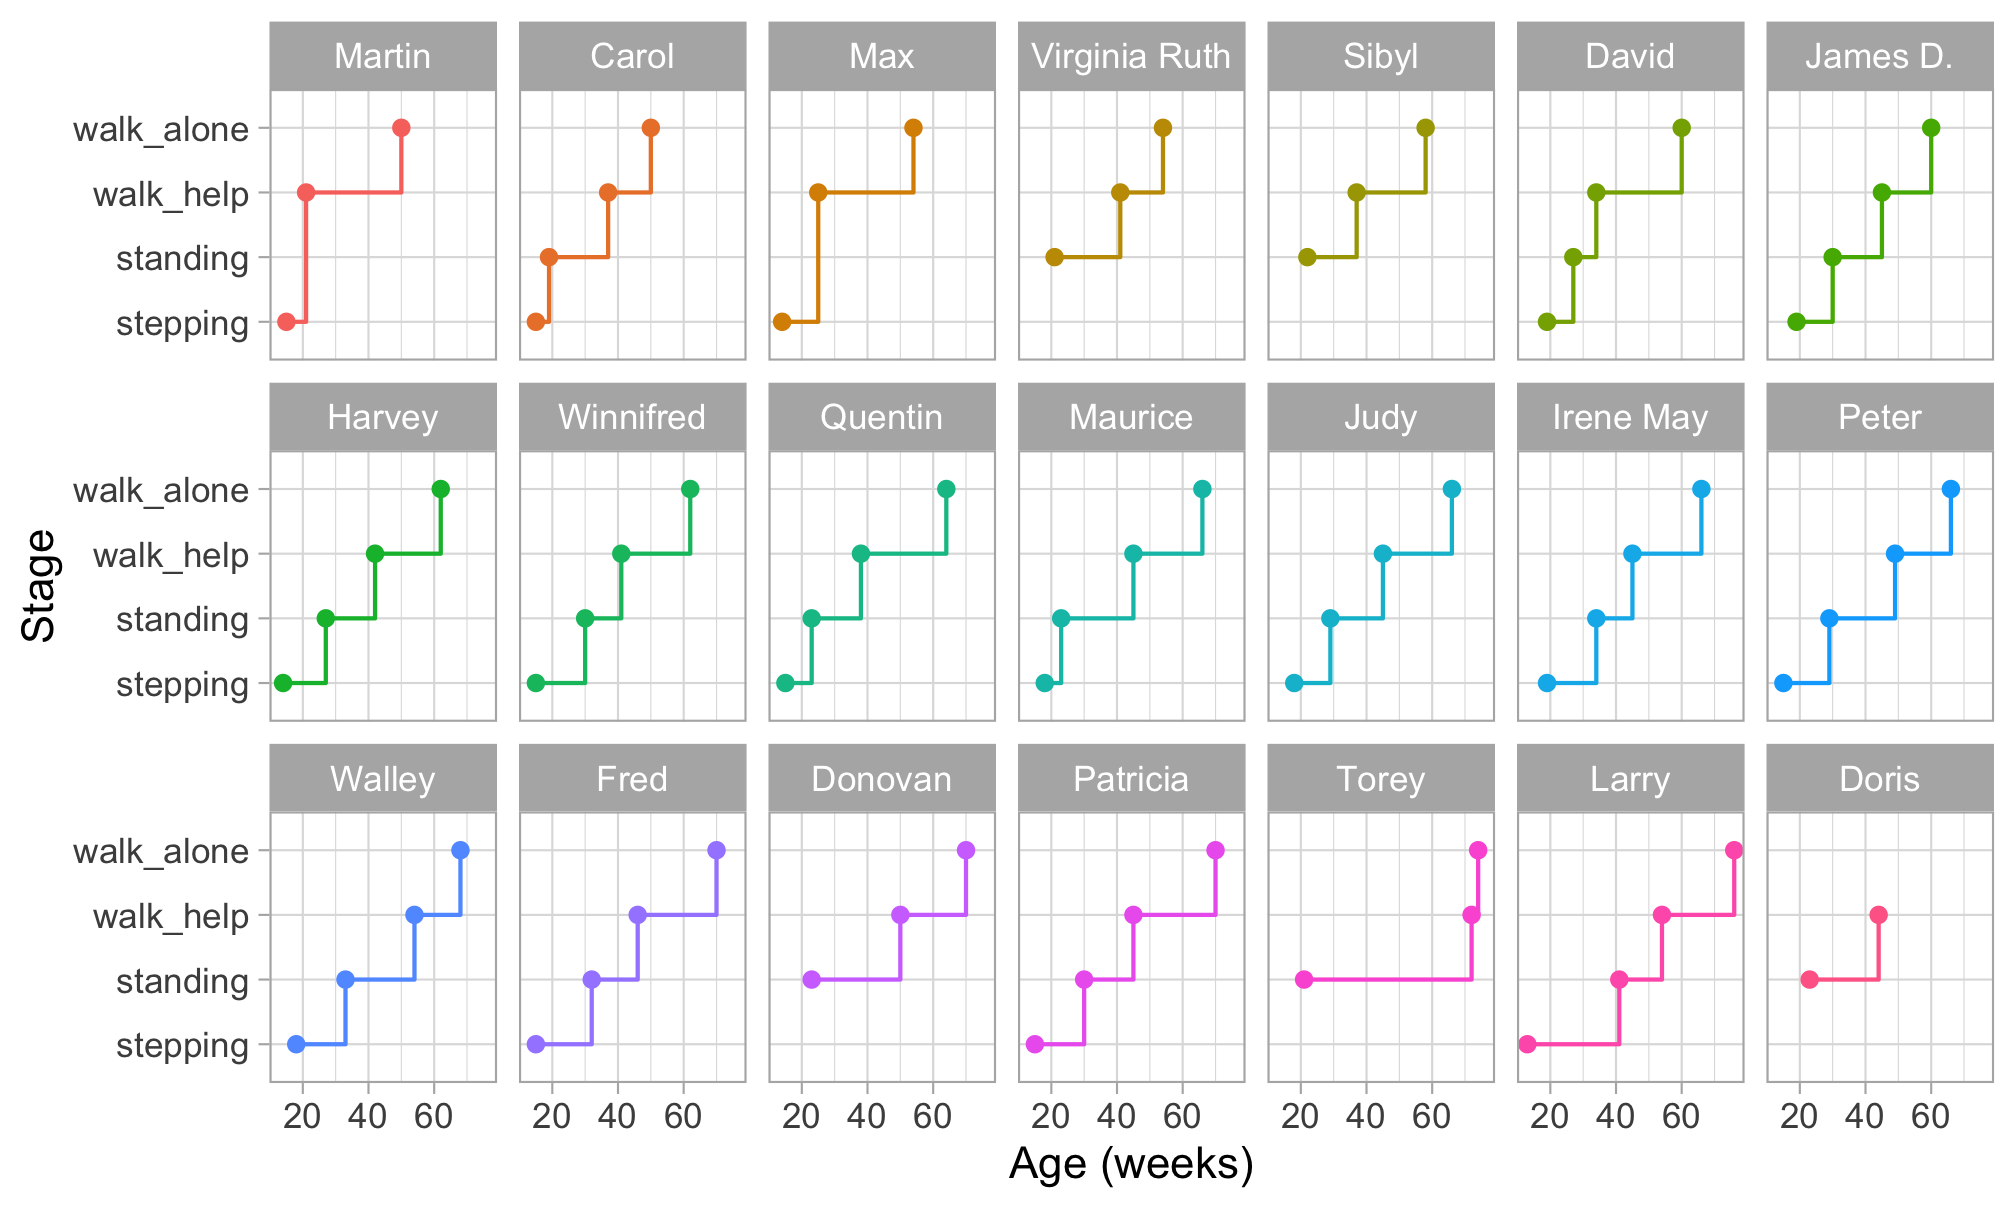 Martin Carol Max Virginia Ruth Sibyl David James D.
walk_alone
walk_help
standing
stepping
Harvey Winnifred Quentin Maurice Judy Irene May Peter
walk_alone
walk_help
standing
stepping
Stage
Walley Fred Donovan Patricia Torey Larry Doris
walk_alone
walk_help
standing
stepping
20 40 60 20 40 60 20 40 60 20 40 60 20 40 60 20 40 60 20 40 60
Age (weeks)